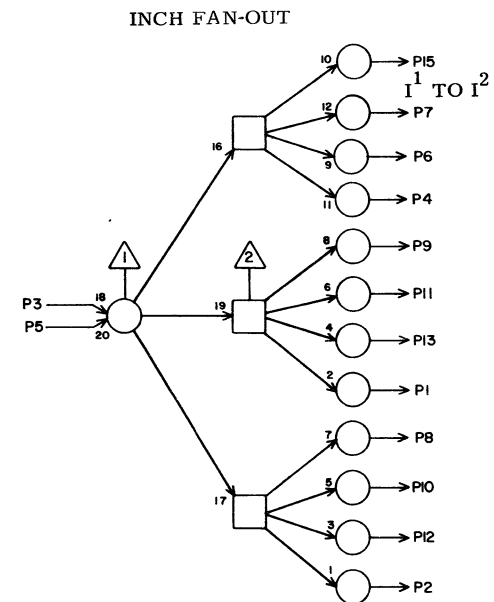 INCH FAN-OUT
10 P15
I¹ TO I²
12 P7
16
9 P6
11 P4
8 P9
1 2
6 P11
P3 18 19
P5 20
4 P13
2 P1
7 P8
17
5 P10
3 P12
1 P2